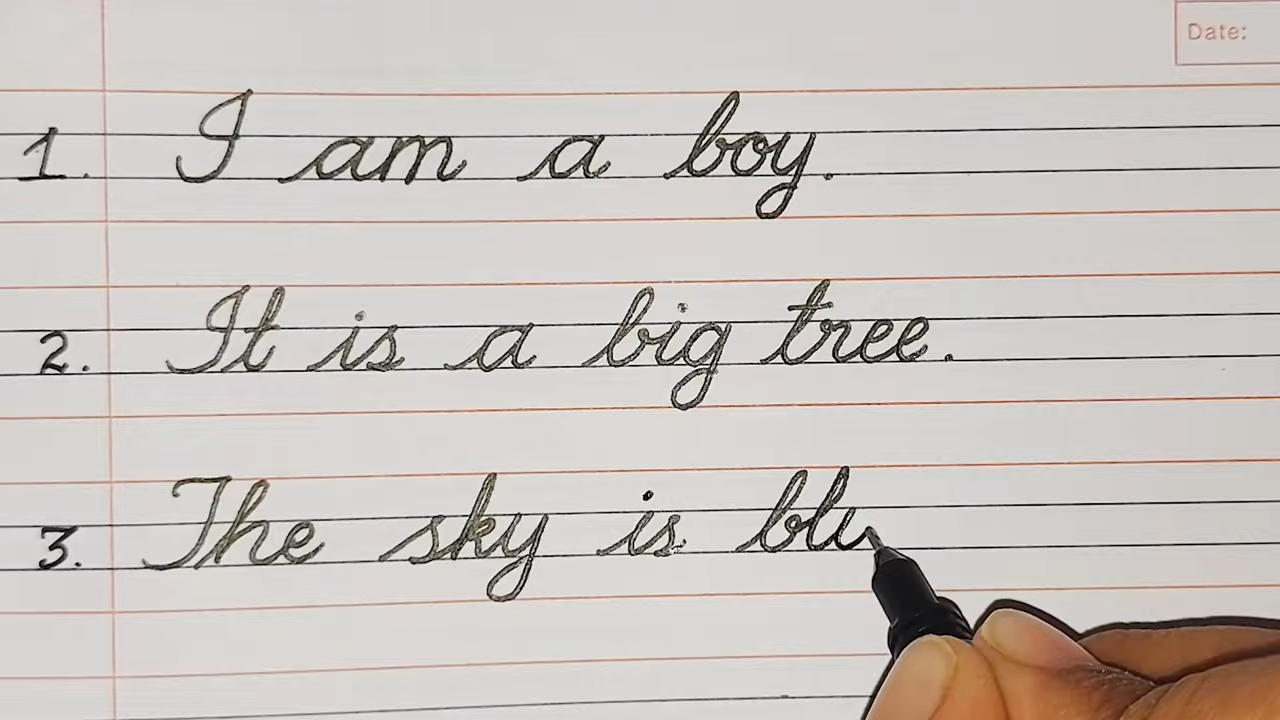 Date:
1. I am a boy.
2. It is a big tree.
3. The sky is blu